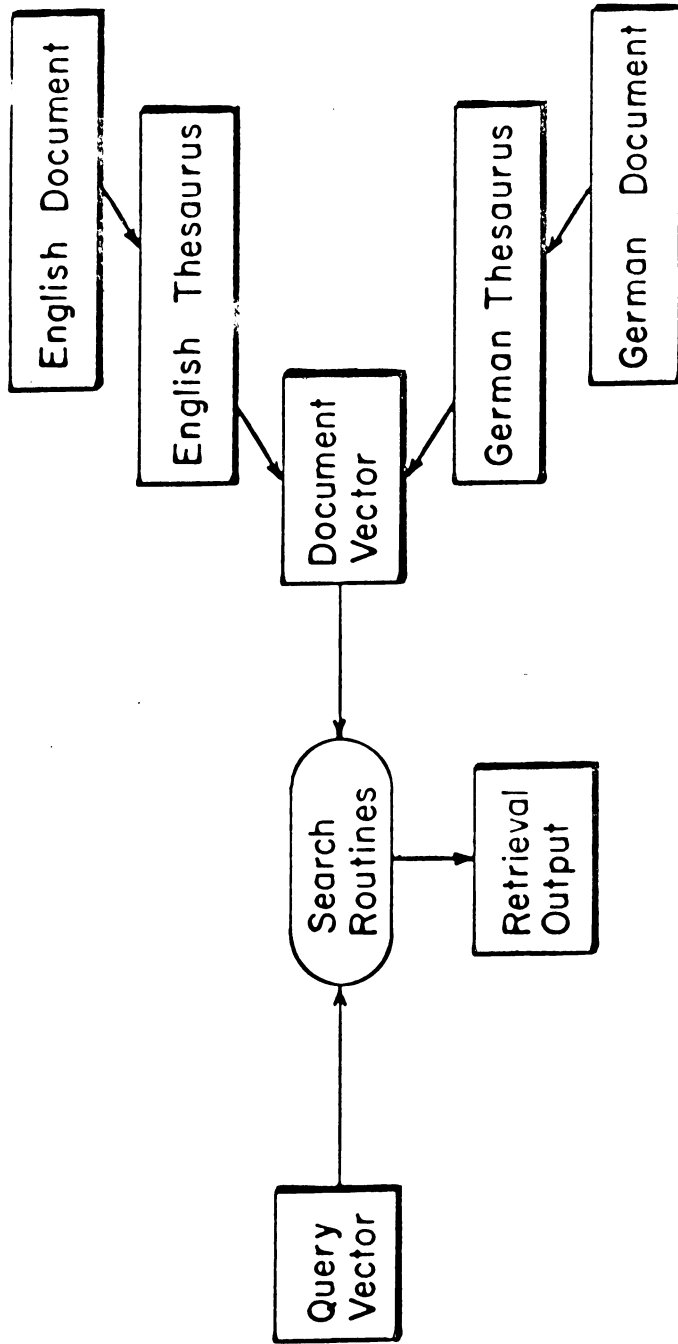 English Document
English Thesaurus
Document
Vector
German Thesaurus
German Document
Search
Routines
Retrieval
Output
Query
Vector